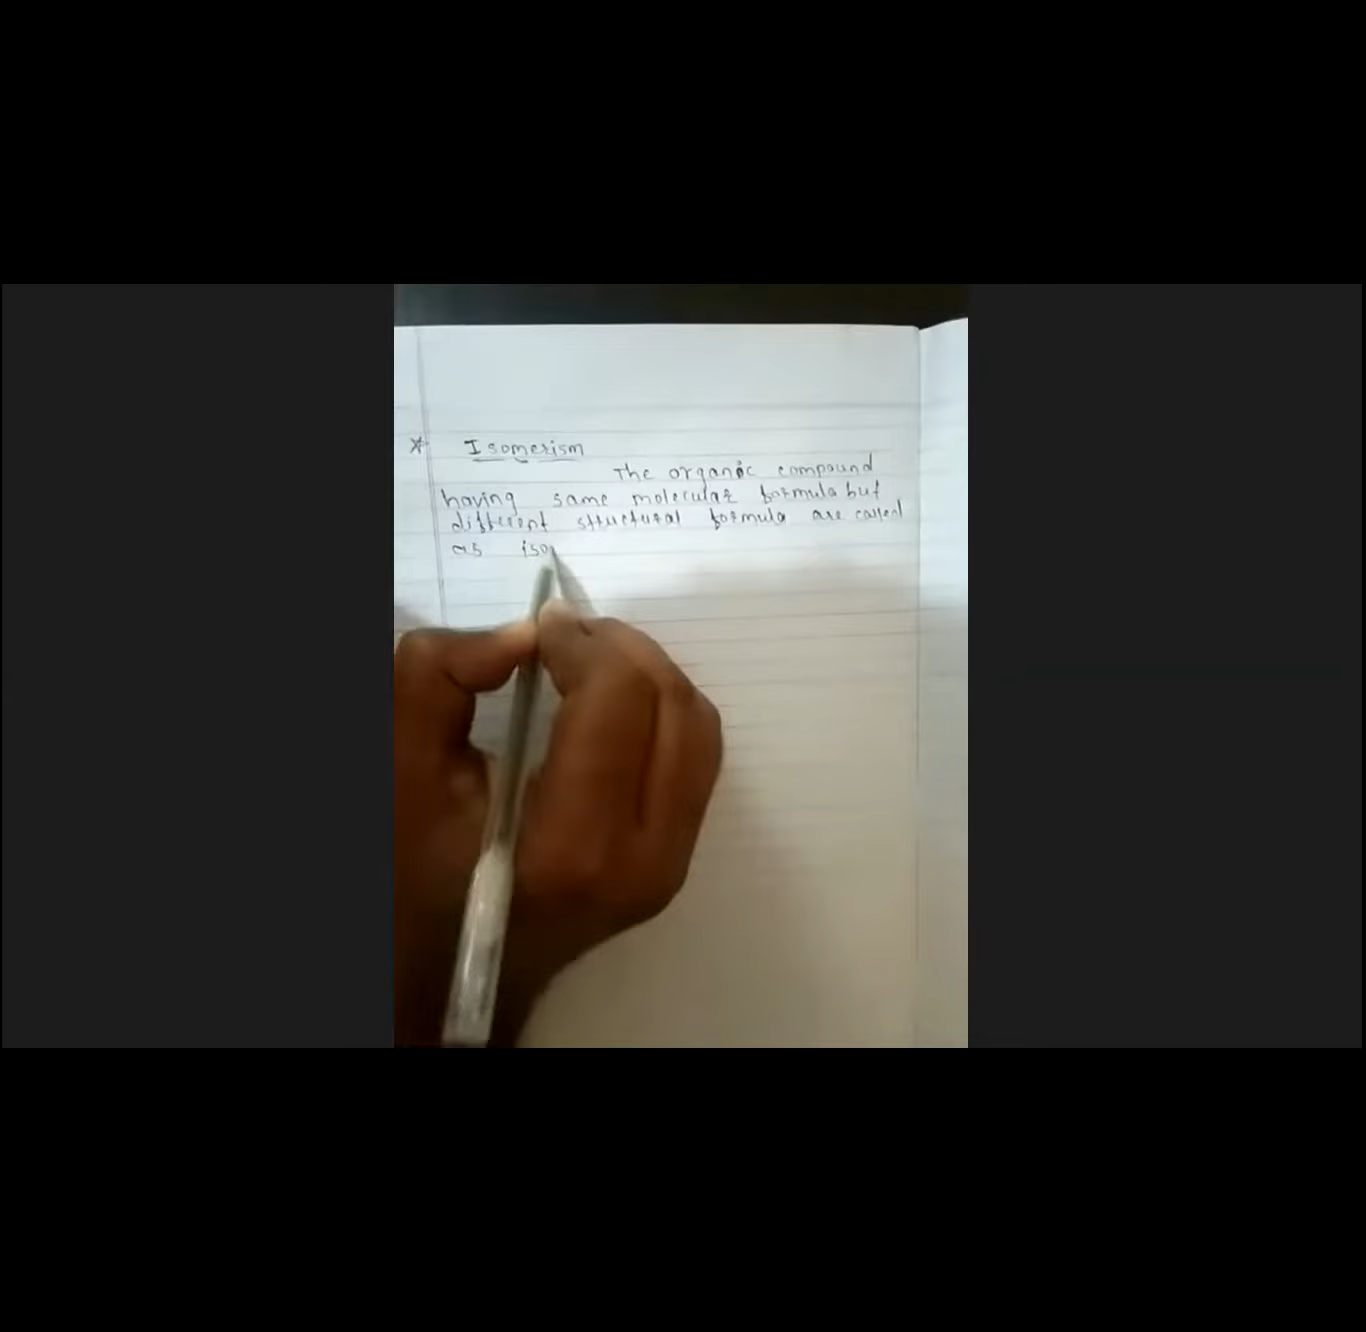 * Isomerism
The organic compound
having same molecular formula but
different structural formula are called
as iso